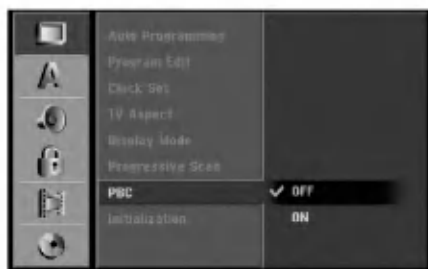 Auto Programming
Program Edit
Clock Set
TV Aspect
Display Mode
Progressive Scan
PBC
✓ OFF
Initialization
ON